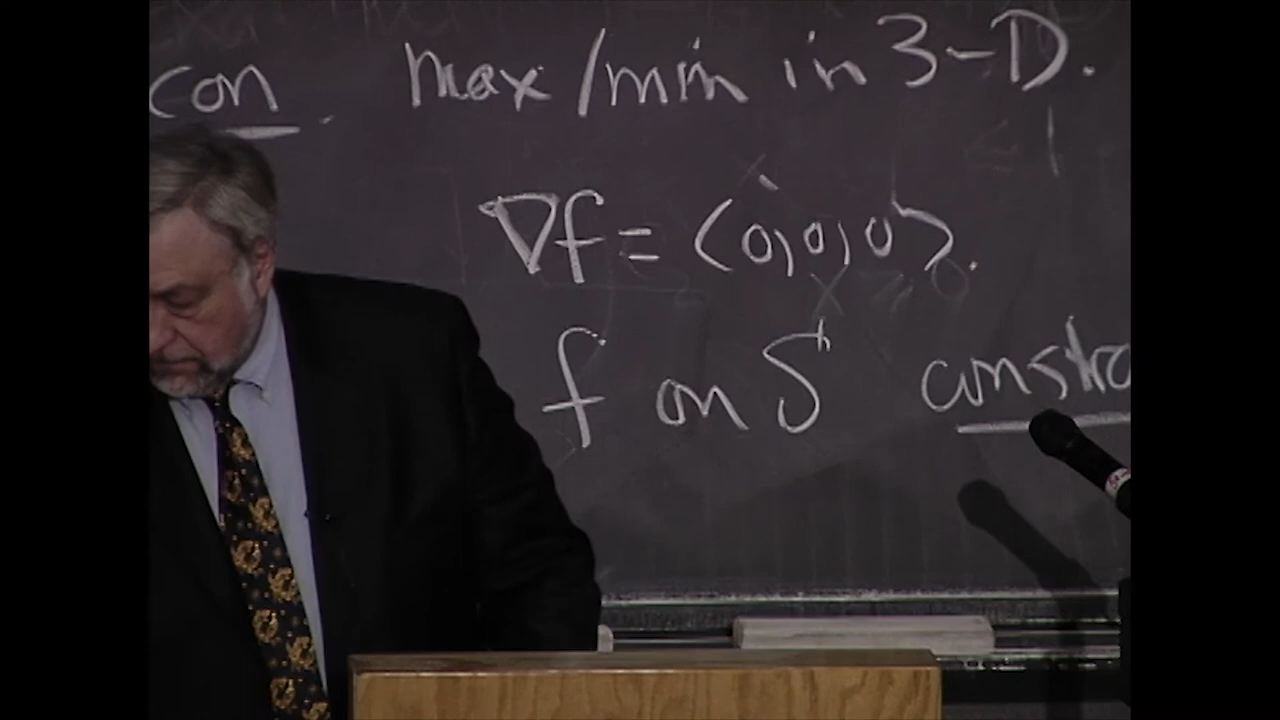 con. max/min in 3-D.
∇f = <0,0,0>.
f on S constra